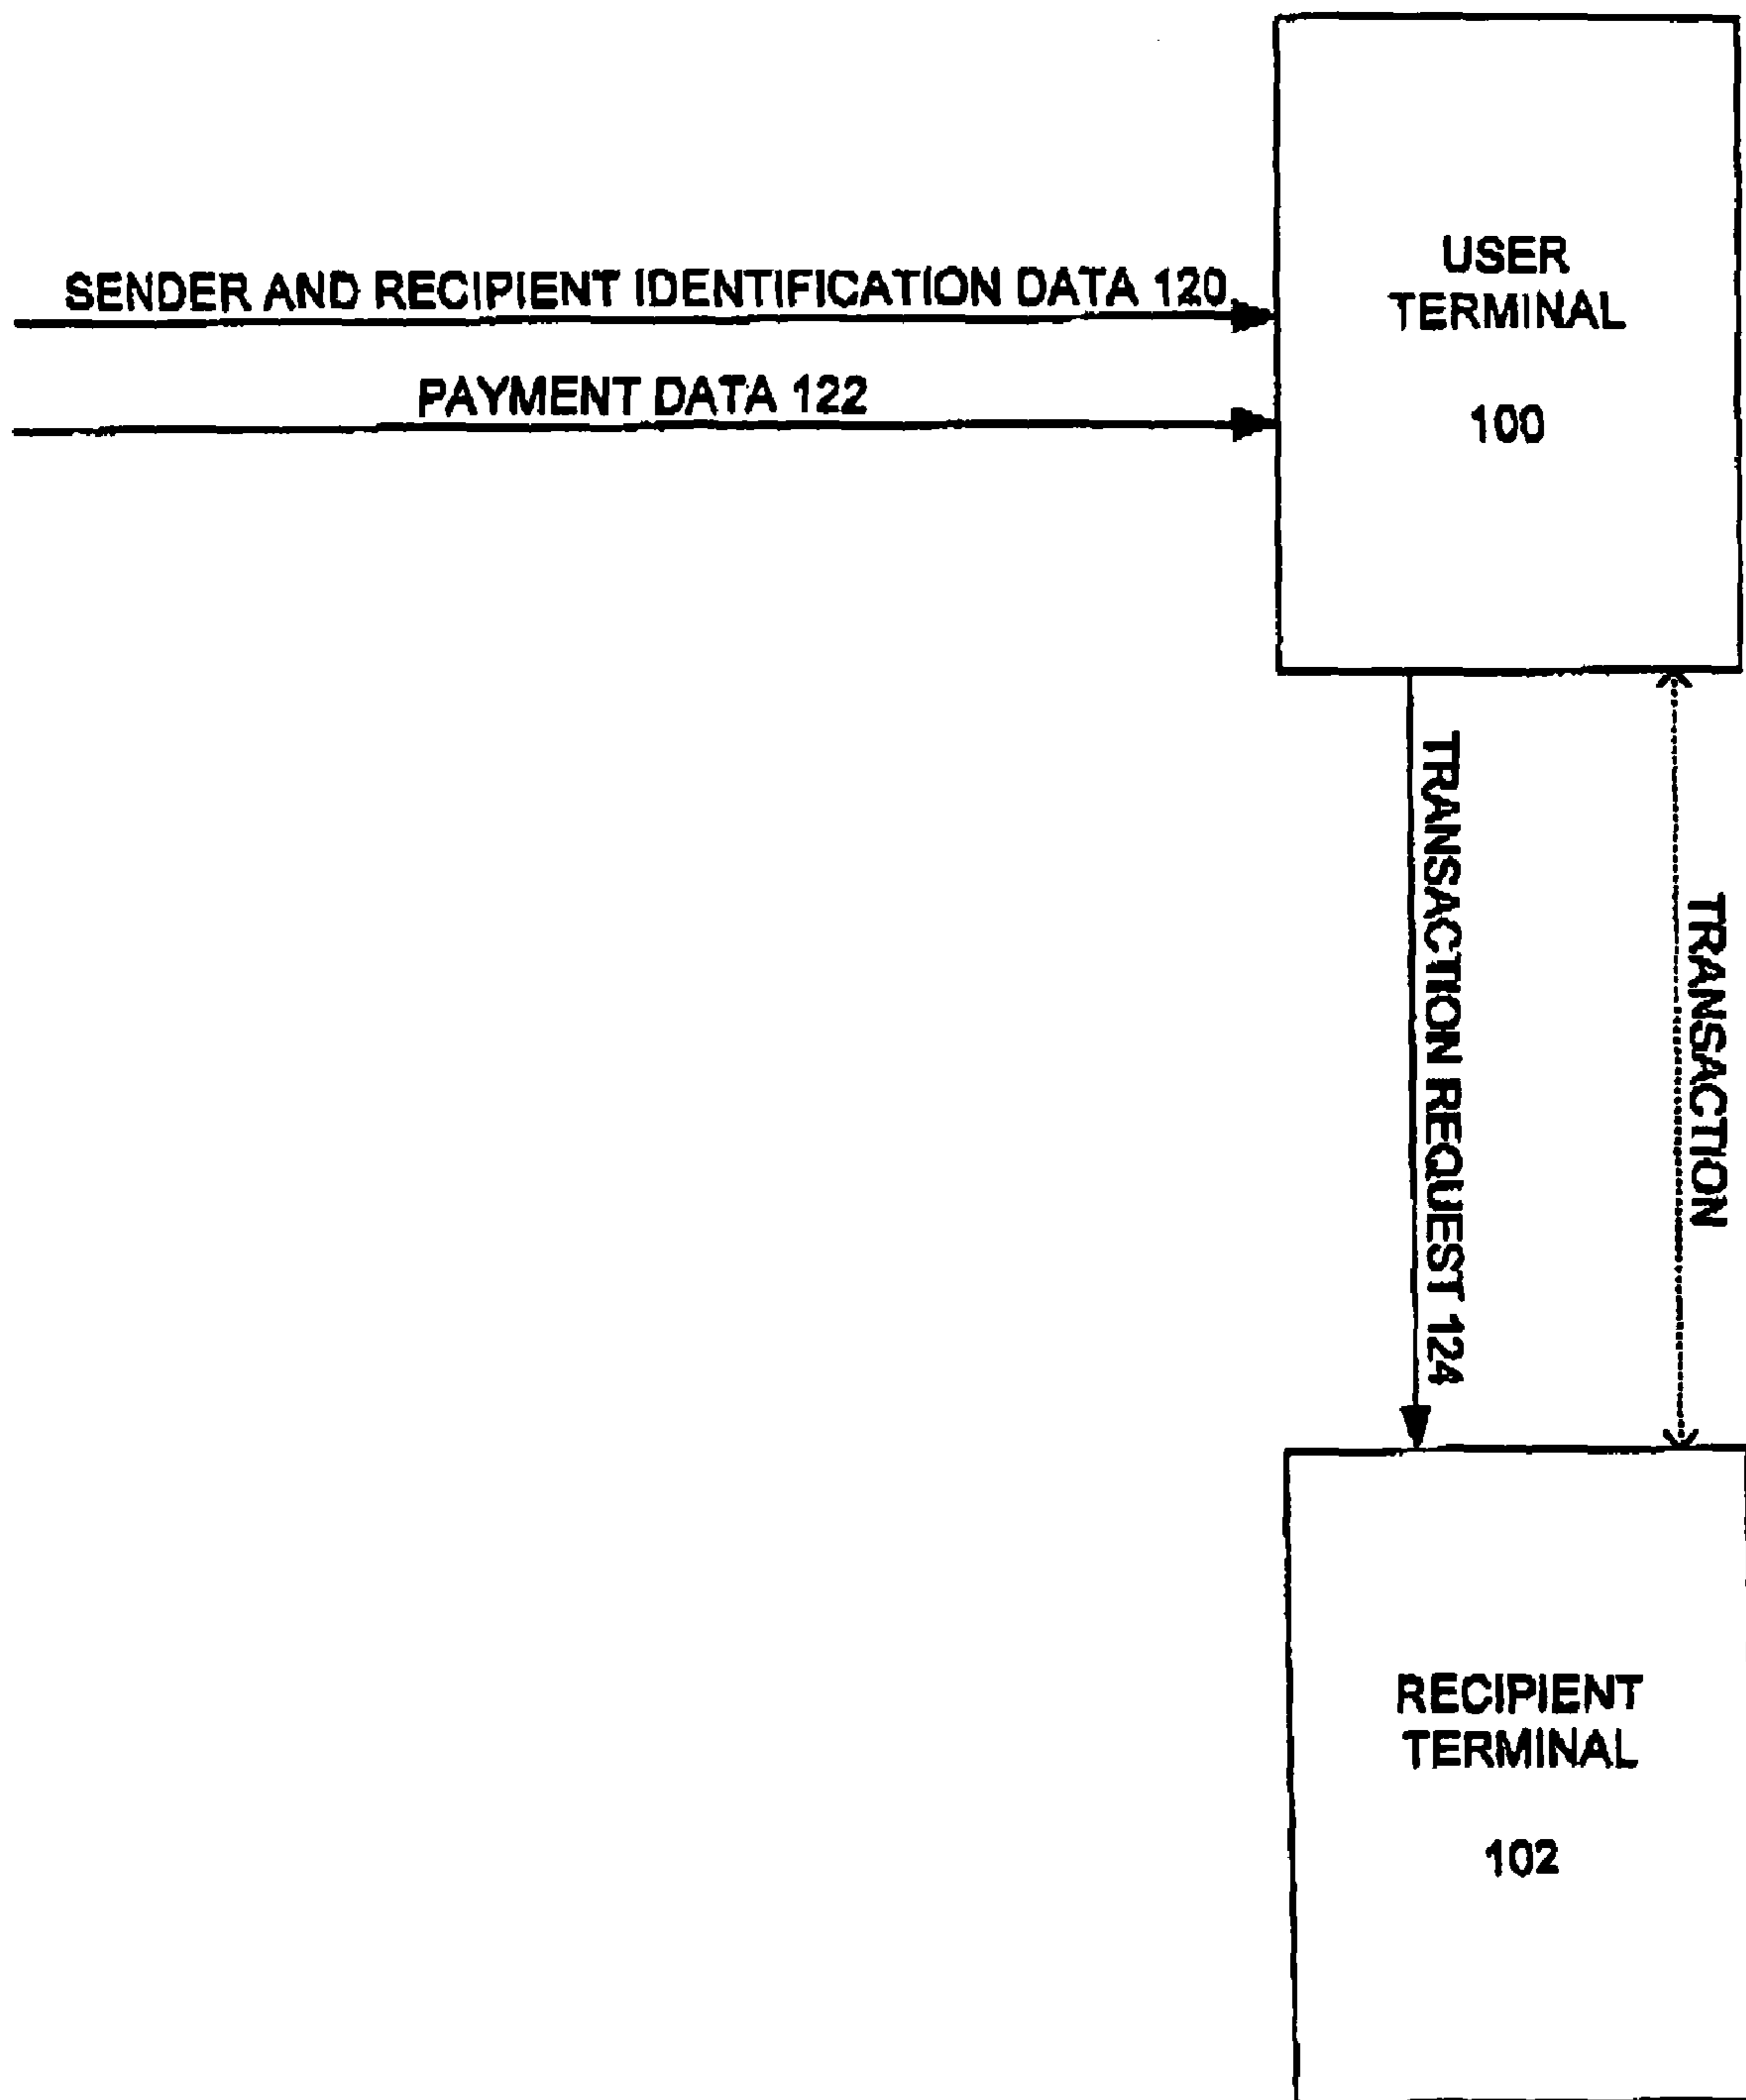 USER
TERMINAL
100
SENDER AND RECIPIENT IDENTIFICATION DATA 120
PAYMENT DATA 122
TRANSACTION REQUEST 124
TRANSACTION
RECIPIENT
TERMINAL
102